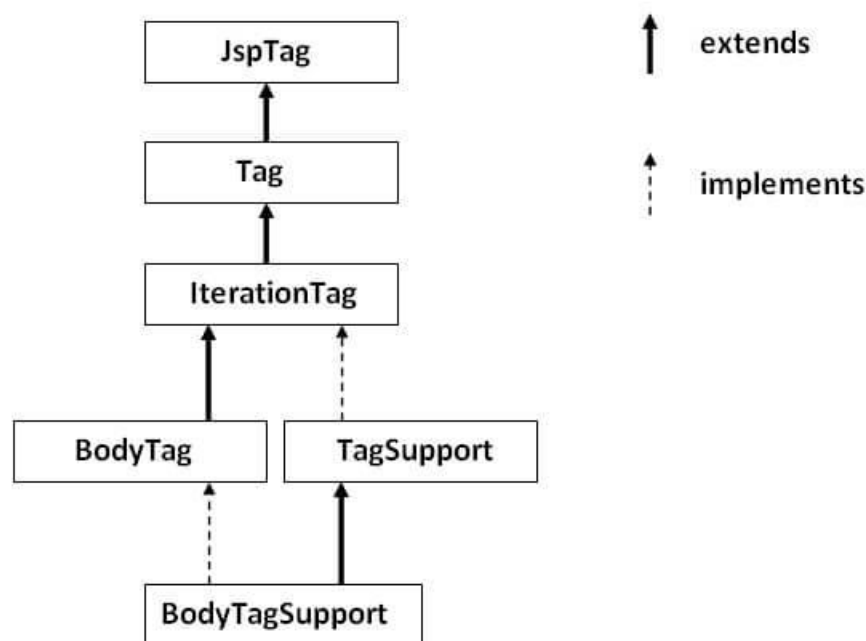 JspTag
extends
Tag
implements
IterationTag
BodyTag
TagSupport
BodyTagSupport